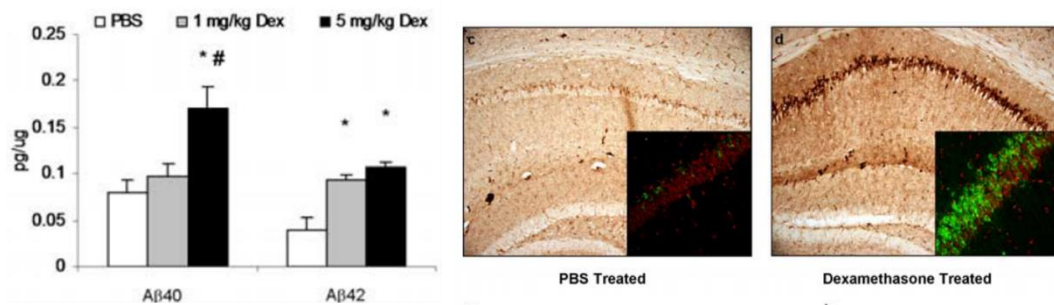 PBS 1 mg/kg Dex 5 mg/kg Dex
0.25
0.2
0.15
0.1
0.05
0
pg/ug
* #
*
*
Aβ40
Aβ42
c
d
PBS Treated
Dexamethasone Treated